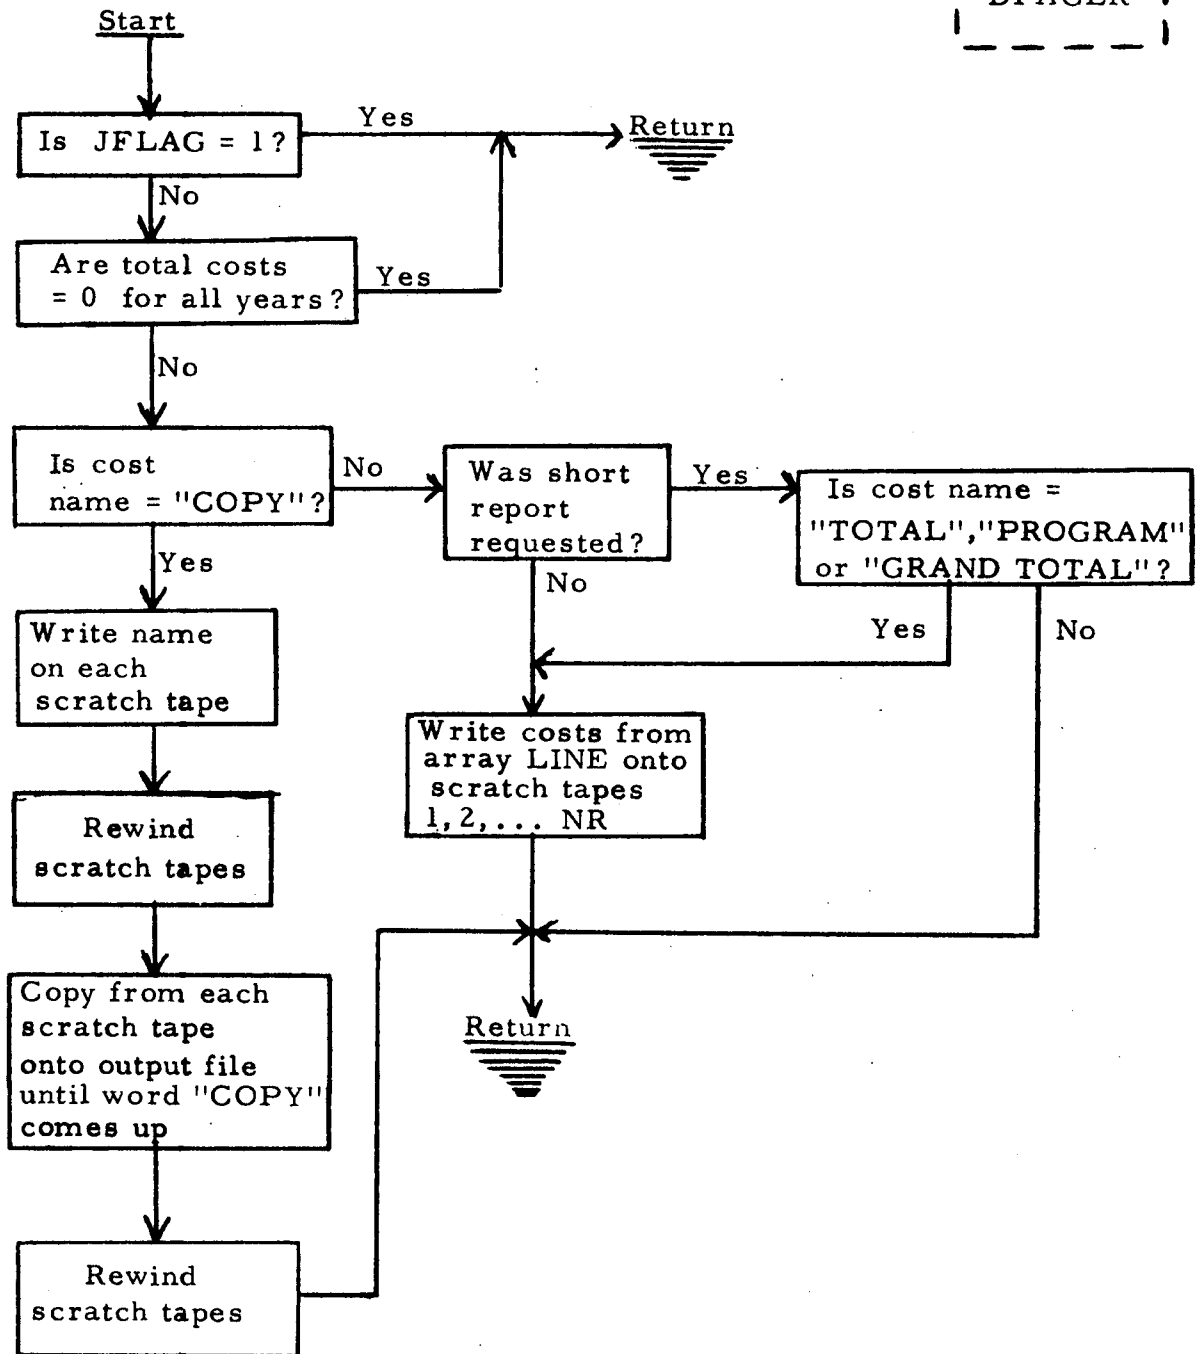 Start
Is JFLAG = 1?
Yes
Return
No
Are total costs
= 0 for all years?
Yes
No
Is cost
name = "COPY"?
No
Was short
report
requested?
Yes
Is cost name =
"TOTAL","PROGRAM"
or "GRAND TOTAL"?
Yes
No
Yes
No
Write name
on each
scratch tape
Write costs from
array LINE onto
scratch tapes
1, 2, ... NR
Rewind
scratch tapes
Copy from each
scratch tape
onto output file
until word "COPY"
comes up
Return
Rewind
scratch tapes